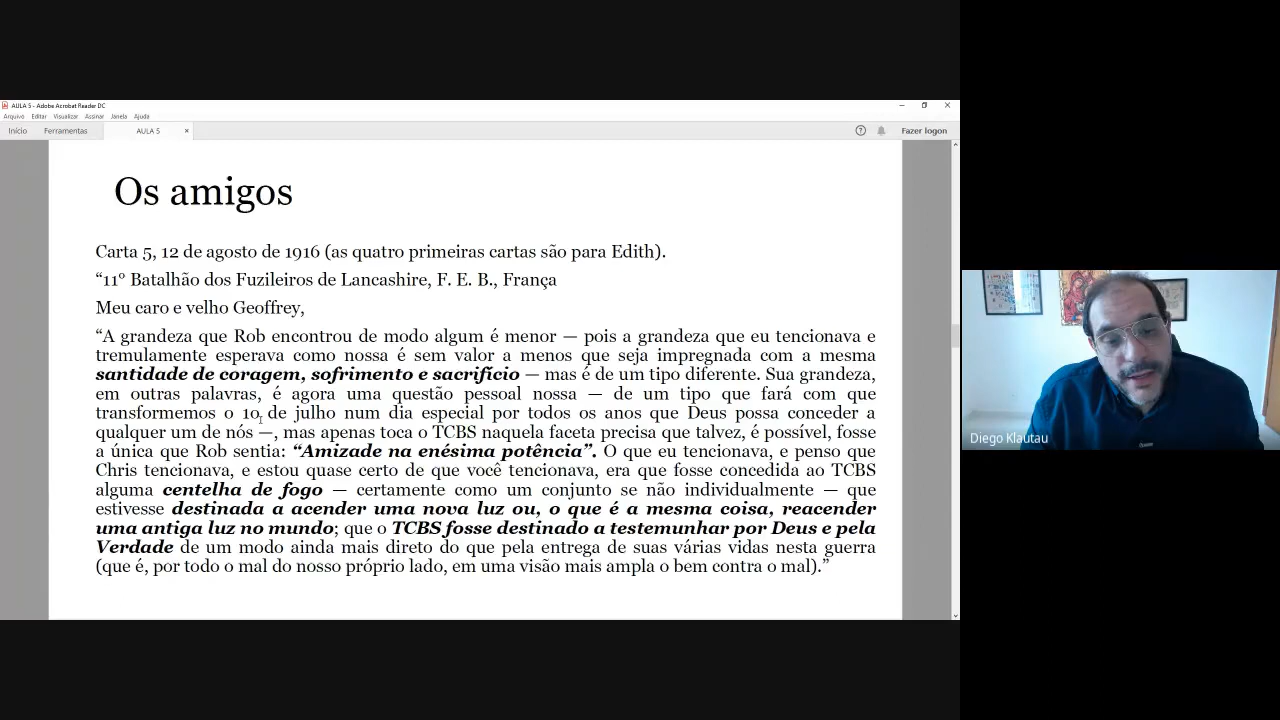 AULA 5 - Adobe Acrobat Reader DC
Arquivo Editar Visualizar Assinar Janela Ajuda
Início Ferramentas AULA 5 × Fazer logon
Os amigos
Carta 5, 12 de agosto de 1916 (as quatro primeiras cartas são para Edith).
“11° Batalhão dos Fuzileiros de Lancashire, F. E. B., França
Meu caro e velho Geoffrey,
“A grandeza que Rob encontrou de modo algum é menor — pois a grandeza que eu tencionava e
tremulamente esperava como nossa é sem valor a menos que seja impregnada com a mesma
santidade de coragem, sofrimento e sacrifício — mas é de um tipo diferente. Sua grandeza,
em outras palavras, é agora uma questão pessoal nossa — de um tipo que fará com que
transformemos o 1o de julho num dia especial por todos os anos que Deus possa conceder a
qualquer um de nós —, mas apenas toca o TCBS naquela faceta precisa que talvez, é possível, fosse
a única que Rob sentia: “Amizade na enésima potência”. O que eu tencionava, e penso que
Chris tencionava, e estou quase certo de que você tencionava, era que fosse concedida ao TCBS
alguma centelha de fogo — certamente como um conjunto se não individualmente — que
estivesse destinada a acender uma nova luz ou, o que é a mesma coisa, reacender
uma antiga luz no mundo; que o TCBS fosse destinado a testemunhar por Deus e pela
Verdade de um modo ainda mais direto do que pela entrega de suas várias vidas nesta guerra
(que é, por todo o mal do nosso próprio lado, em uma visão mais ampla o bem contra o mal).”
Diego Klautau